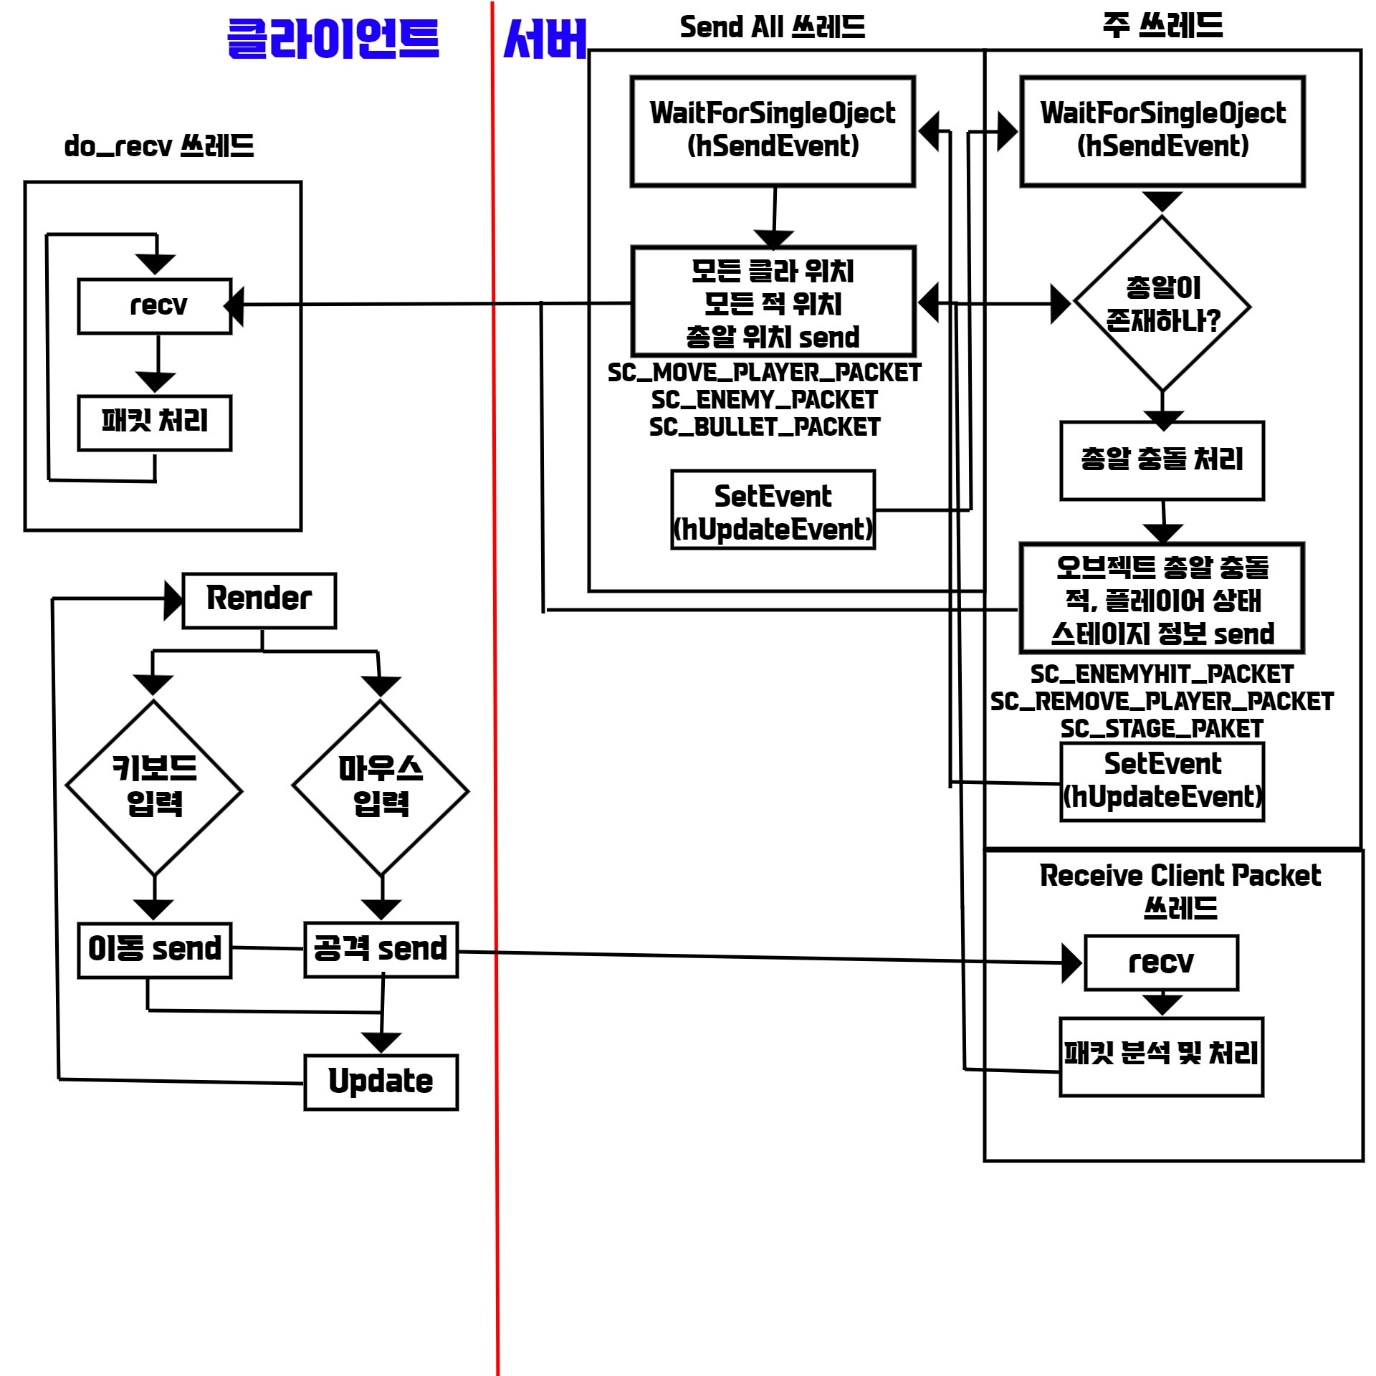 클라이언트
서버
do_recv 쓰레드
recv
패킷 처리
Render
키보드
입력
마우스
입력
이동 send
공격 send
Update
Send All 쓰레드
WaitForSingleOject
(hSendEvent)
모든 클라 위치
모든 적 위치
총알 위치 send
SC_MOVE_PLAYER_PACKET
SC_ENEMY_PACKET
SC_BULLET_PACKET
SetEvent
(hUpdateEvent)
주 쓰레드
WaitForSingleOject
(hSendEvent)
총알이
존재하나?
총알 충돌 처리
오브젝트 총알 충돌
적, 플레이어 상태
스테이지 정보 send
SC_ENEMYHIT_PACKET
SC_REMOVE_PLAYER_PACKET
SC_STAGE_PAKET
SetEvent
(hUpdateEvent)
Receive Client Packet
쓰레드
recv
패킷 분석 및 처리